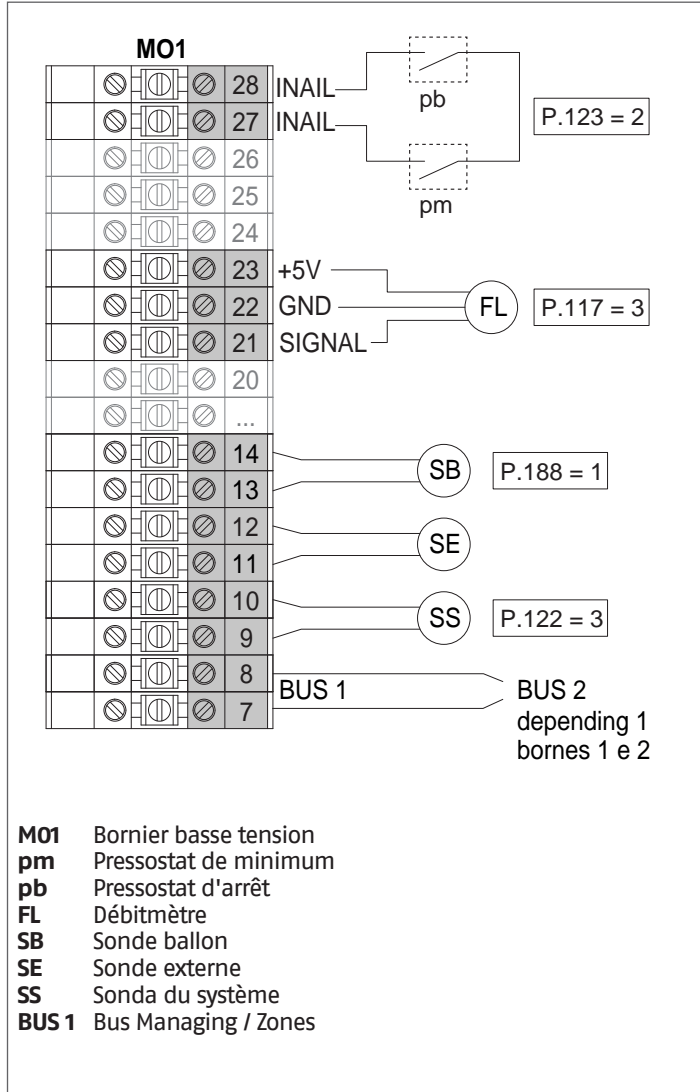 MO1
28 INAIL
pb
27 INAIL
P.123 = 2
26
pm
25
24
23 +5V
22 GND
FL
P.117 = 3
21 SIGNAL
20
...
14
SB
P.188 = 1
13
12
SE
11
10
SS
P.122 = 3
9
8
BUS 1
BUS 2
7
depending 1
bornes 1 e 2
M01 Bornier basse tension
pm Pressostat de minimum
pb Pressostat d'arrêt
FL Débitmètre
SB Sonde ballon
SE Sonde externe
SS Sonda du système
BUS 1 Bus Managing / Zones